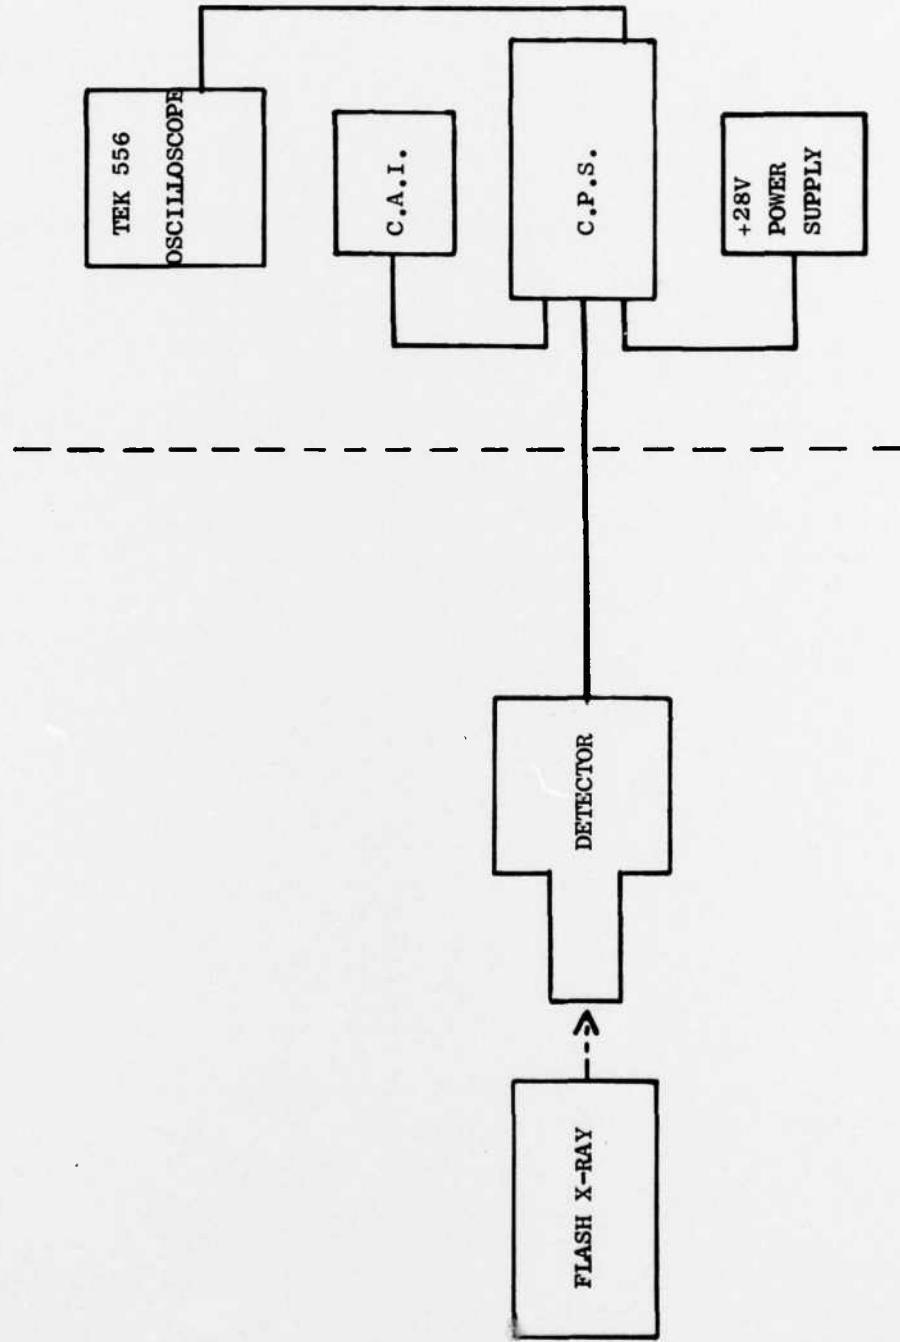 TEK 556
OSCILLOSCOPE
C.A.I.
C.P.S.
+28V
POWER
SUPPLY
DETECTOR
FLASH X-RAY